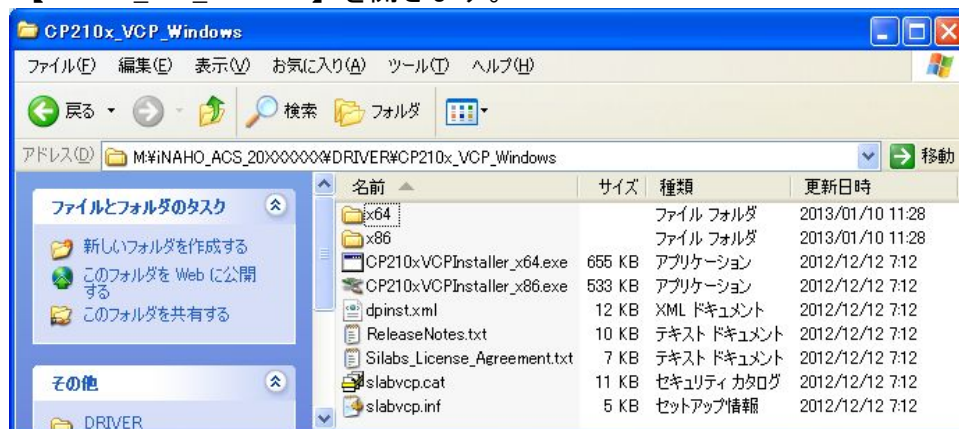 を開きます。
CP210x_VCP_Windows
ファイル(F) 編集(E) 表示(V) お気に入り(A) ツール(T) ヘルプ(H)
戻る 検索 フォルダ
アドレス(D) M:¥iNAHO_ACS_20XXXXXX¥DRIVER¥CP210x_VCP_Windows 移動
ファイルとフォルダのタスク
新しいフォルダを作成する
このフォルダを Web に公開
する
このフォルダを共有する
その他
DRIVER
名前 サイズ 種類 更新日時
x64 ファイル フォルダ 2013/01/10 11:28
x86 ファイル フォルダ 2013/01/10 11:28
CP210xVCPInstaller_x64.exe 655 KB アプリケーション 2012/12/12 7:12
CP210xVCPInstaller_x86.exe 533 KB アプリケーション 2012/12/12 7:12
dpinst.xml 12 KB XML ドキュメント 2012/12/12 7:12
ReleaseNotes.txt 10 KB テキスト ドキュメント 2012/12/12 7:12
Silabs_License_Agreement.txt 7 KB テキスト ドキュメント 2012/12/12 7:12
slabvcp.cat 11 KB セキュリティ カタログ 2012/12/12 7:12
slabvcp.inf 5 KB セットアップ情報 2012/12/12 7:12